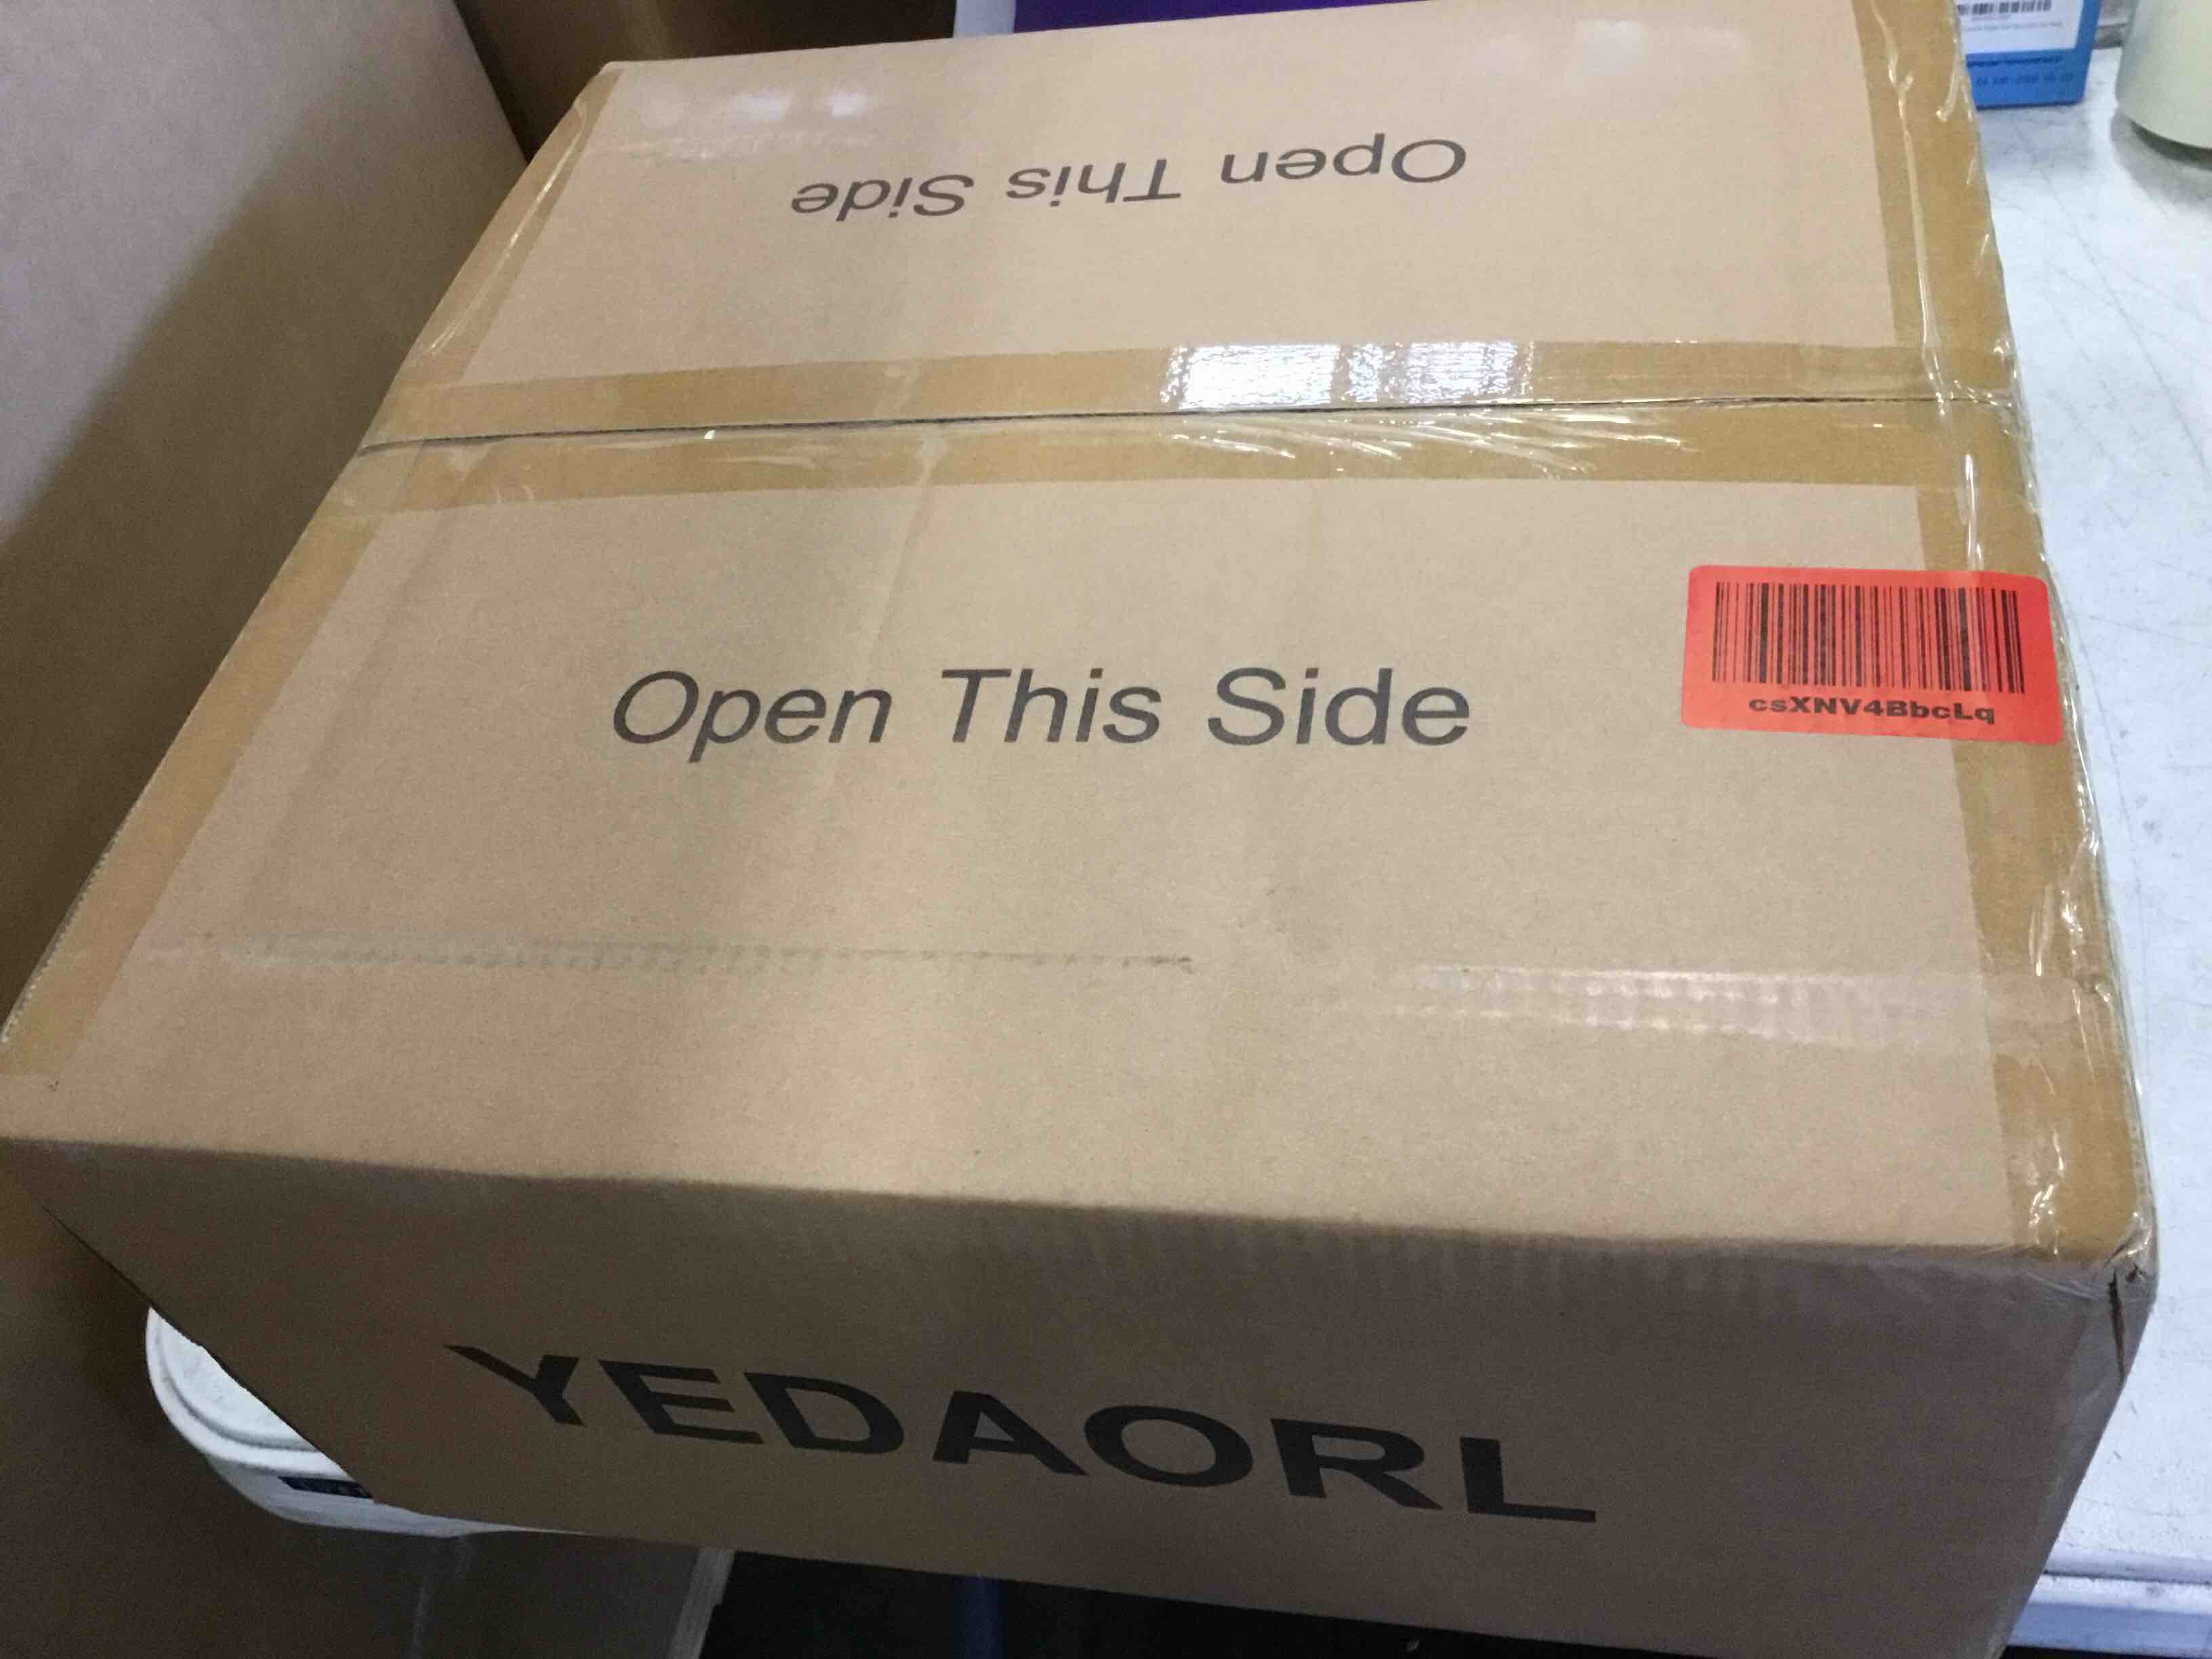 Open This Side
Open This Side
csXNV4BbcLq
YEDAORL